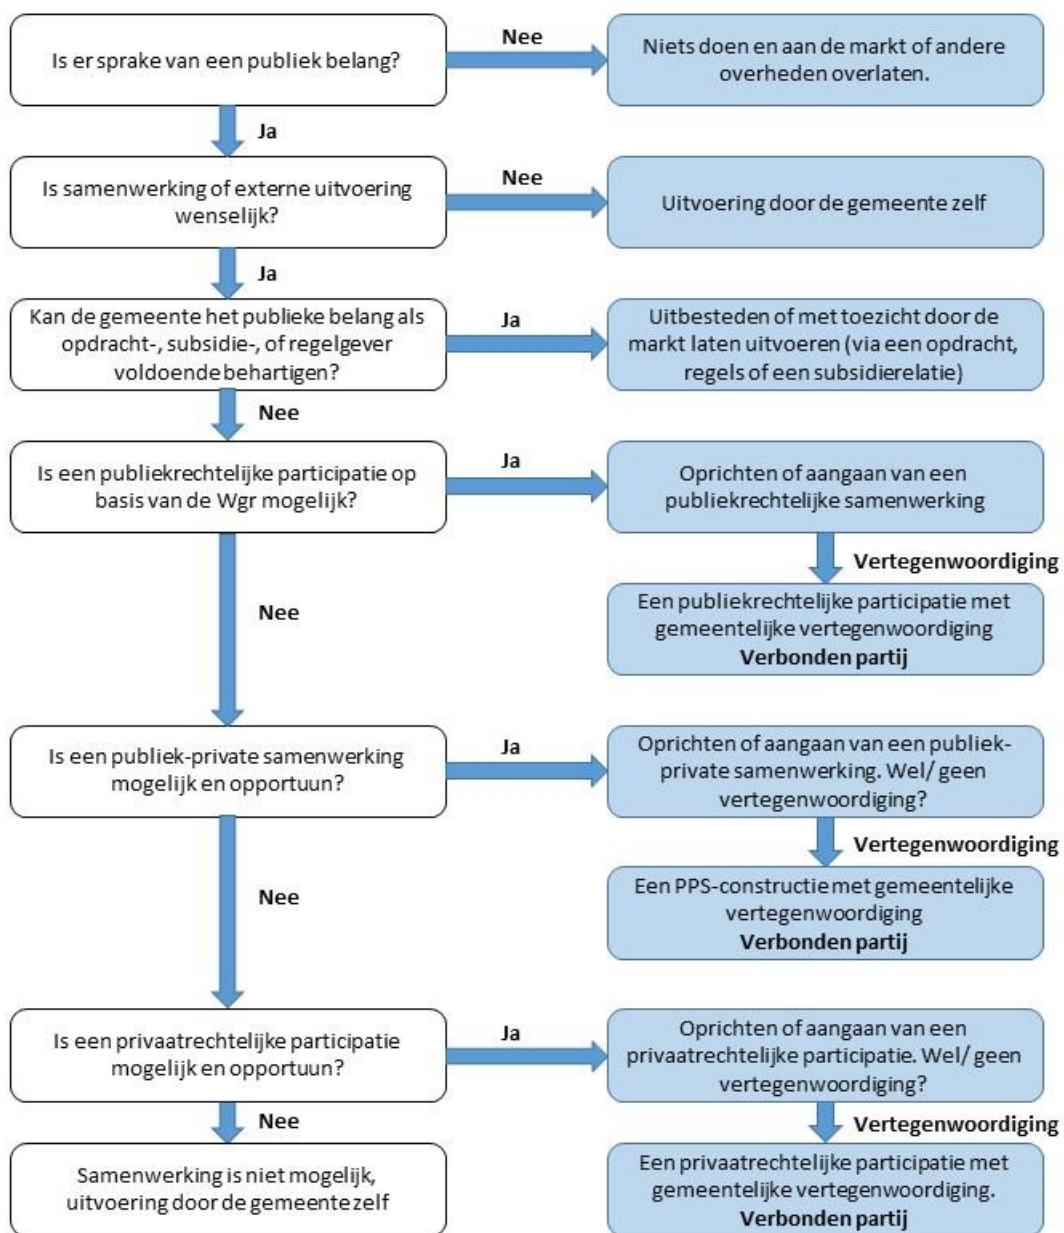 Is er sprake van een publiek belang?
Nee
Niets doen en aan de markt of andere
overheden overlaten.
Ja
Is samenwerking of externe uitvoering
wenselijk?
Nee
Uitvoering door de gemeente zelf
Ja
Kan de gemeente het publieke belang als
opdracht-, subsidie-, of regelgever
voldoende behartigen?
Ja
Uitbesteden of met toezicht door de
markt laten uitvoeren (via een opdracht,
regels of een subsidierelatie)
Nee
Is een publiekrechtelijke participatie op
basis van de Wgr mogelijk?
Ja
Oprichten of aangaan van een
publiekrechtelijke samenwerking
Vertegenwoordiging
Nee
Een publiekrechtelijke participatie met
gemeentelijke vertegenwoordiging
Verbonden partij
Is een publiek-private samenwerking
mogelijk en opportuun?
Ja
Oprichten of aangaan van een publiek-
private samenwerking. Wel/ geen
vertegenwoordiging?
Vertegenwoordiging
Nee
Een PPS-constructie met gemeentelijke
vertegenwoordiging
Verbonden partij
Is een privaatrechtelijke participatie
mogelijk en opportuun?
Ja
Oprichten of aangaan van een
privaatrechtelijke participatie. Wel/ geen
vertegenwoordiging?
Nee
Vertegenwoordiging
Samenwerking is niet mogelijk,
uitvoering door de gemeente zelf
Een privaatrechtelijke participatie met
gemeentelijke vertegenwoordiging.
Verbonden partij